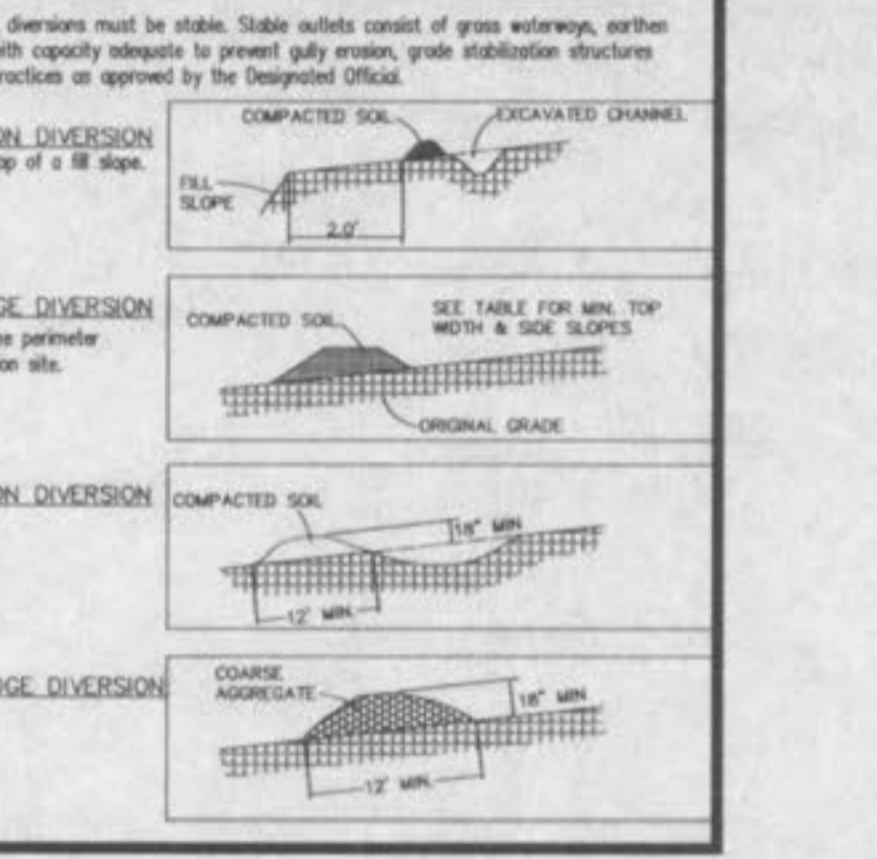 diversions must be stable. Stable outlets consist of grass waterways, earthen
with capacity adequate to prevent gully erosion, grade stabilization structures
practices as approved by the Designated Official.
ON DIVERSION
op of a fill slope.
COMPACTED SOIL
EXCAVATED CHANNEL
FILL
SLOPE
2.0'
GE DIVERSION
he perimeter
on site.
COMPACTED SOIL
SEE TABLE FOR MIN. TOP
WIDTH & SIDE SLOPES
ORIGINAL GRADE
ON DIVERSION
COMPACTED SOIL
18" MIN
12' MIN.
DGE DIVERSION
COARSE
AGGREGATE
18" MIN
12' MIN.